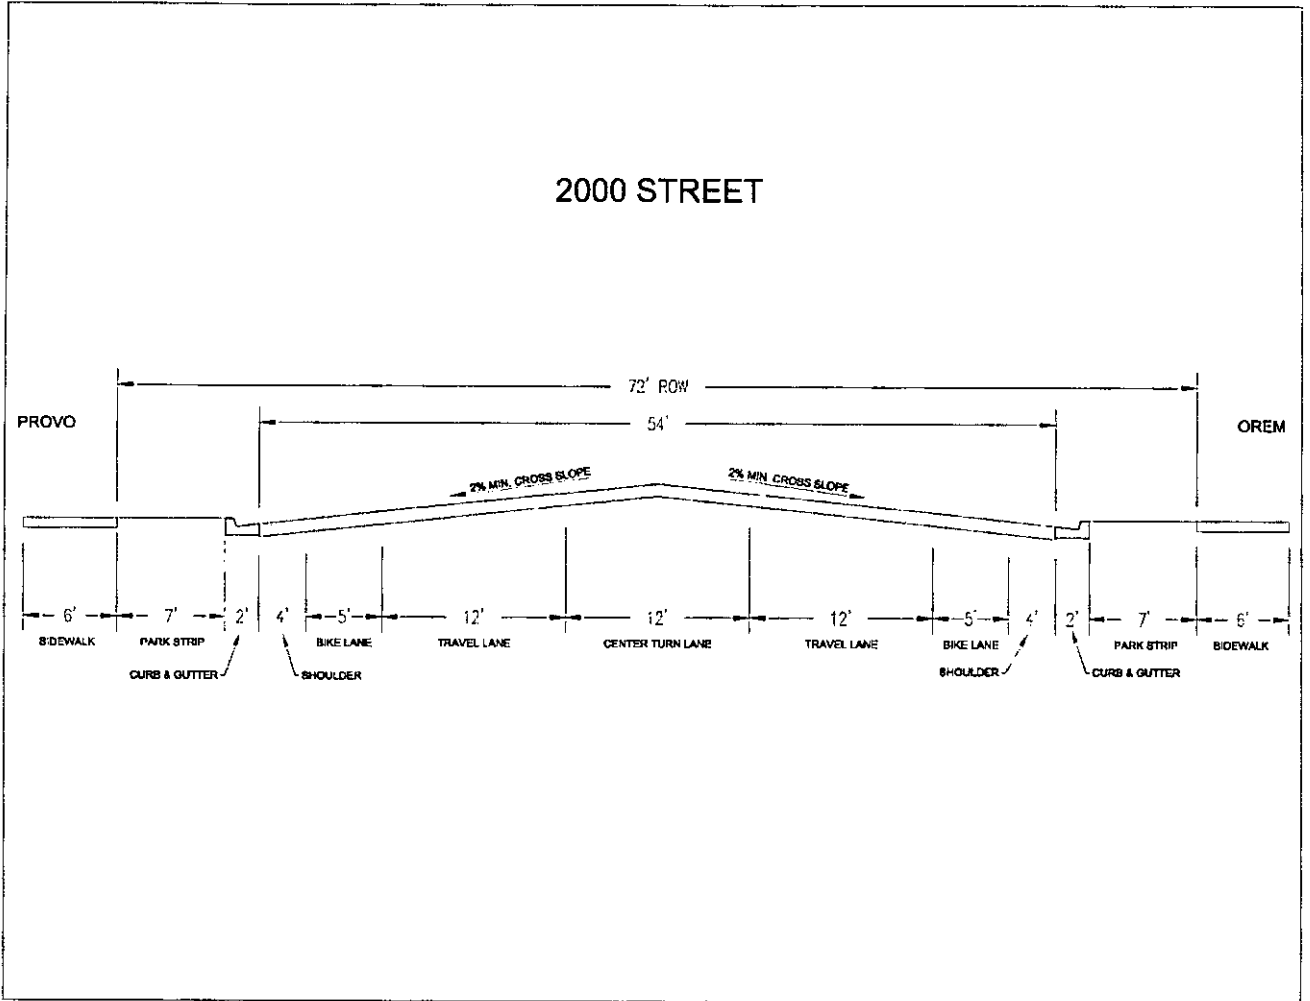 2000 STREET
72' ROW
PROVO
54'
OREM
2% MIN. CROSS SLOPE
2% MIN. CROSS SLOPE
6' 7' 2' 4' 5' 12' 12' 12' 5' 4' 2' 7' 6'
SIDEWALK PARK STRIP BIKE LANE TRAVEL LANE CENTER TURN LANE TRAVEL LANE BIKE LANE PARK STRIP SIDEWALK
CURB & GUTTER SHOULDER SHOULDER CURB & GUTTER